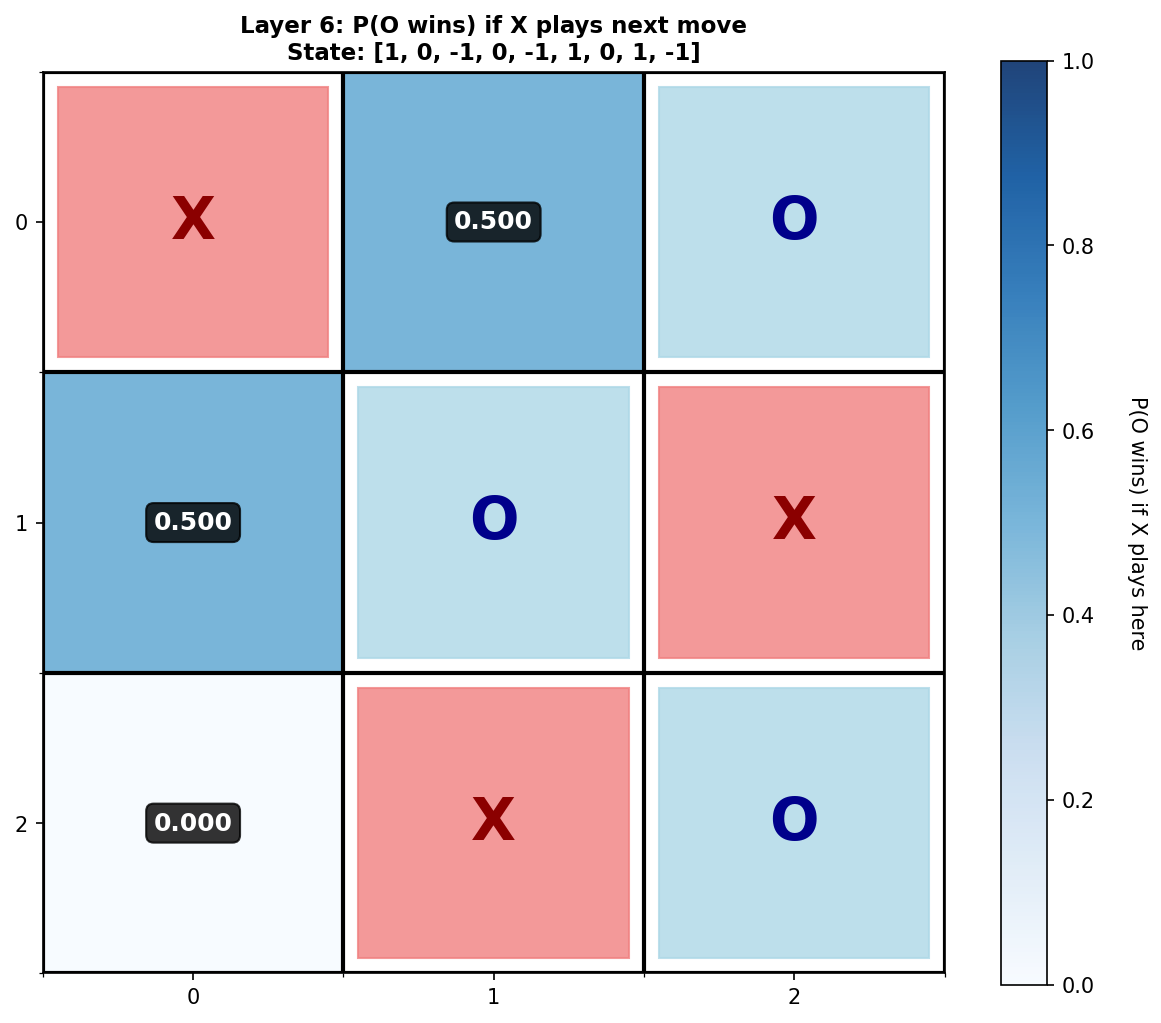 Layer 6: P(O wins) if X plays next move
State: [1, 0, -1, 0, -1, 1, 0, 1, -1]
X
0.500
O
0.500
O
X
0.000
X
O
0
1
2
0
1
2
1.0
0.8
0.6
0.4
0.2
0.0
P(O wins) if X plays here